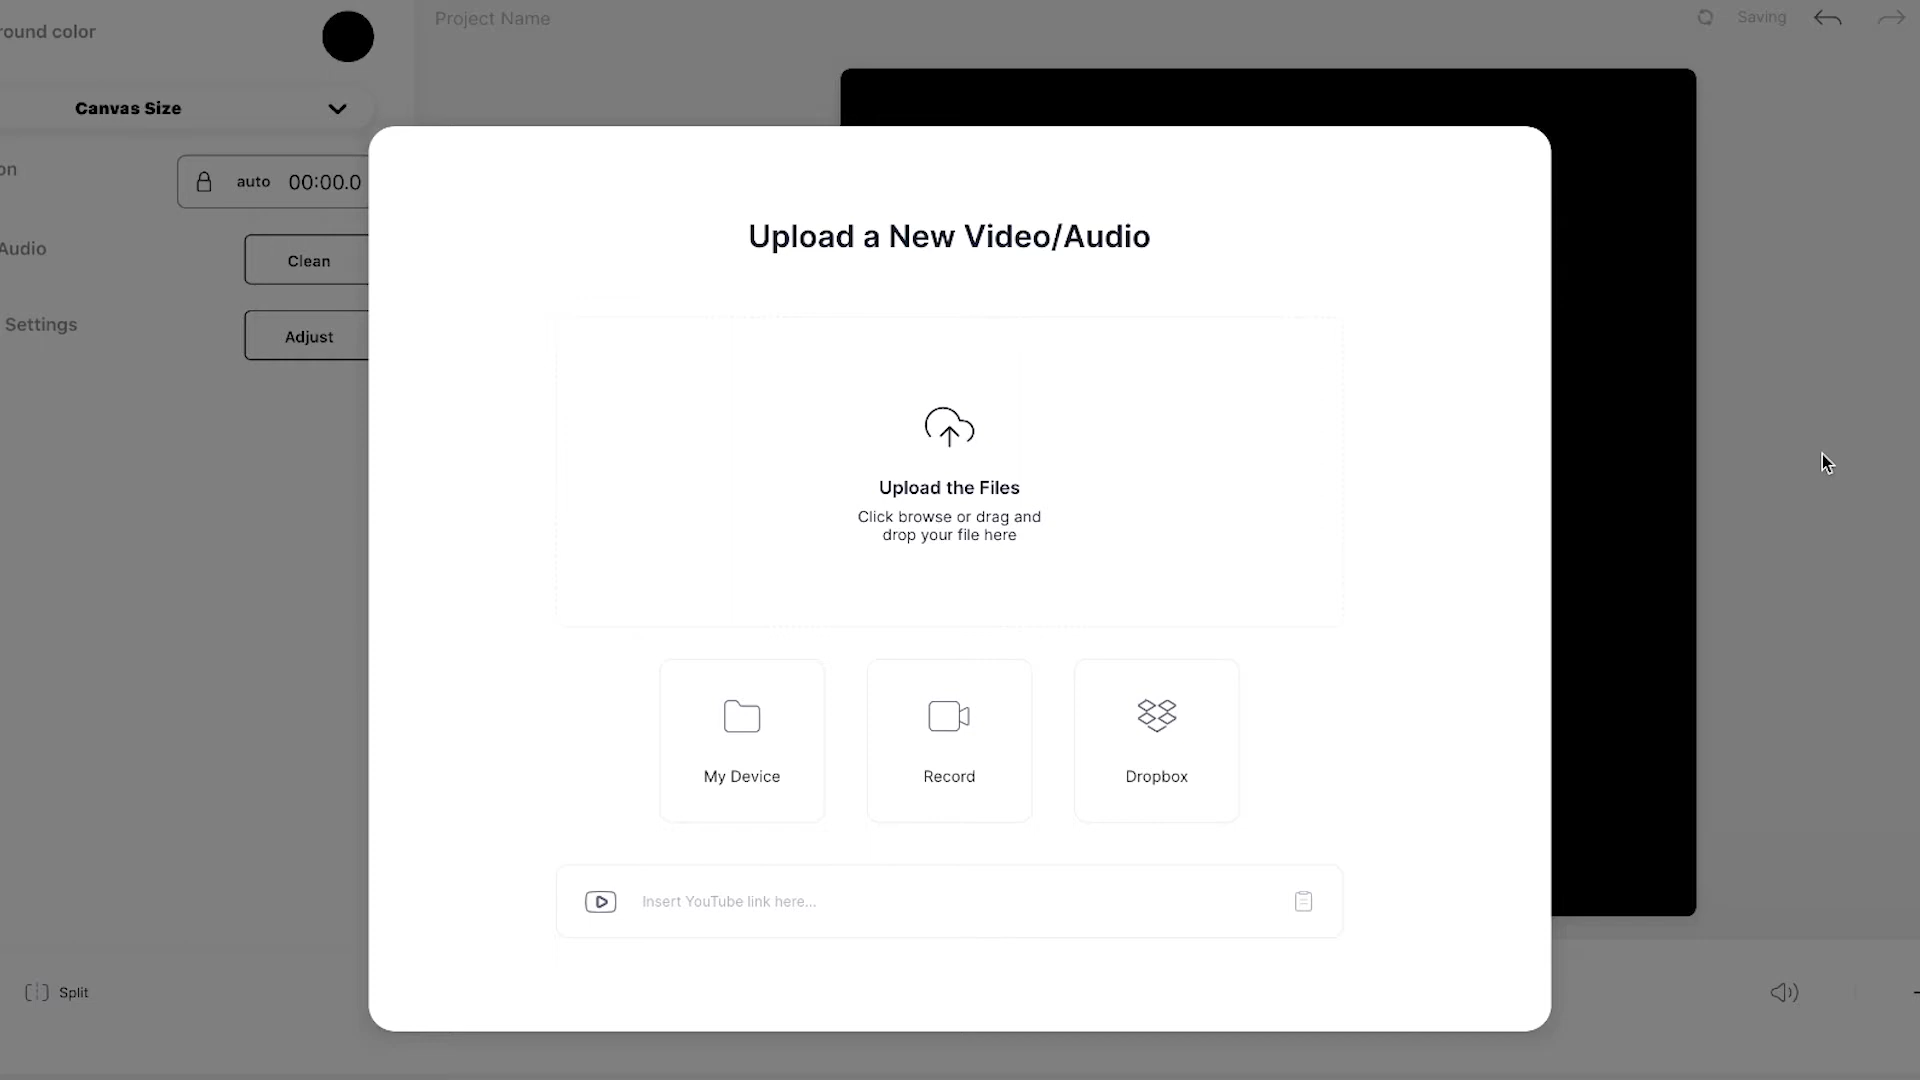 round color
Project Name
Saving
Canvas Size
on
auto 00:00.0
Audio
Clean
Settings
Adjust
Upload a New Video/Audio
Upload the Files
Click browse or drag and
drop your file here
My Device
Record
Dropbox
Insert YouTube link here...
Split